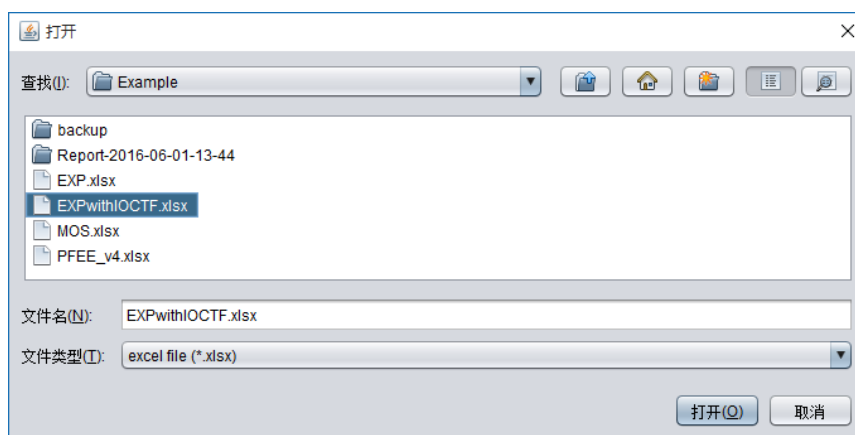 打开
查找(I): Example
backup
Report-2016-06-01-13-44
EXP.xlsx
EXPwithIOCTF.xlsx
MOS.xlsx
PFEE_v4.xlsx
文件名(N): EXPwithIOCTF.xlsx
文件类型(T): excel file (*.xlsx)
打开(O) 取消